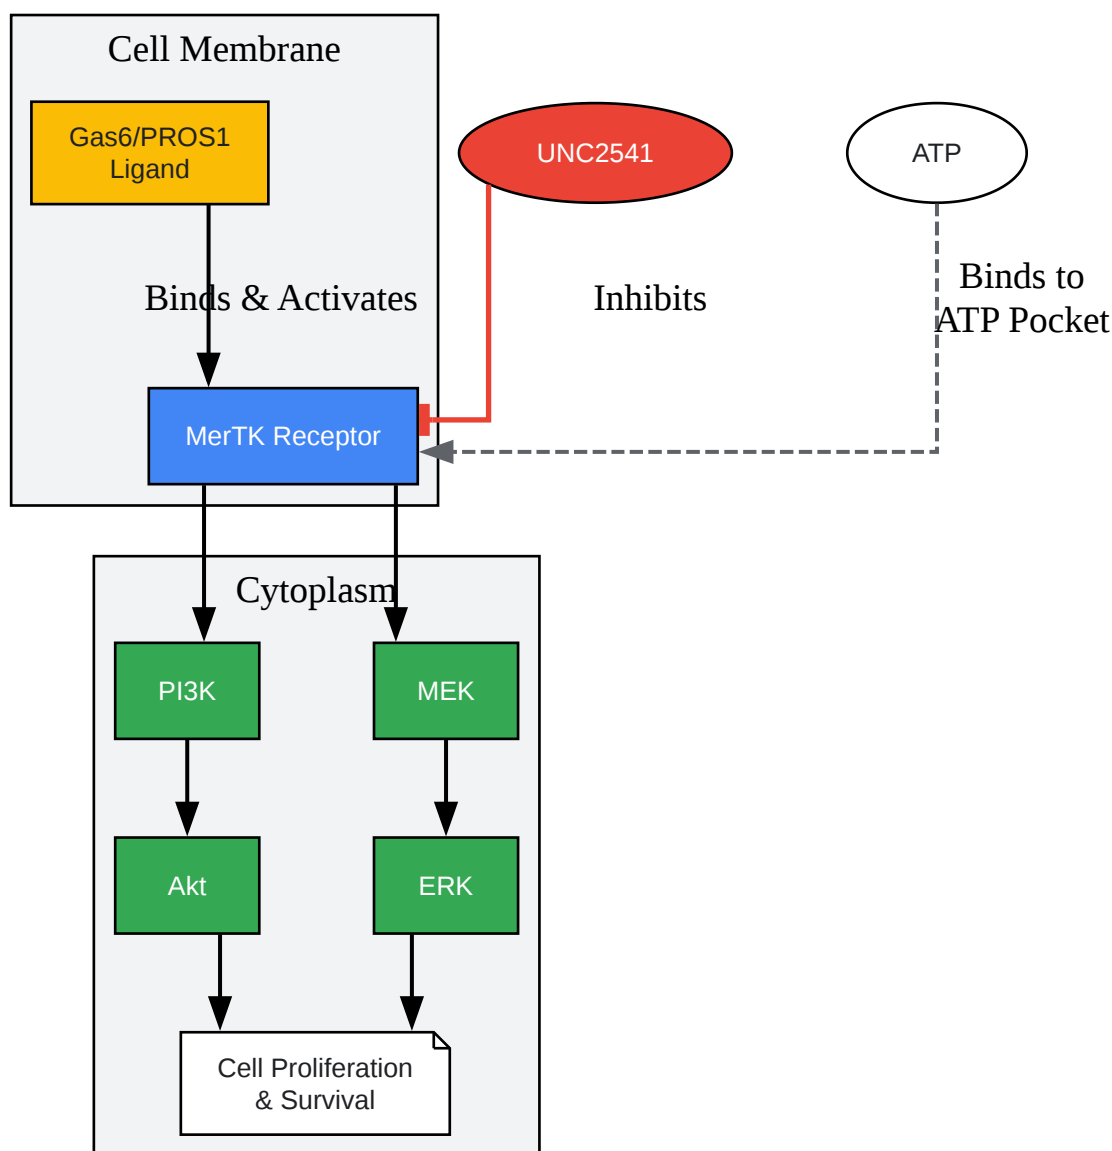 Cell Membrane
Gas6/PROS1
Ligand
UNC2541
ATP
Binds & Activates
Inhibits
Binds to
ATP Pocket
MerTK Receptor
Cytoplasm
PI3K
MEK
Akt
ERK
Cell Proliferation
& Survival